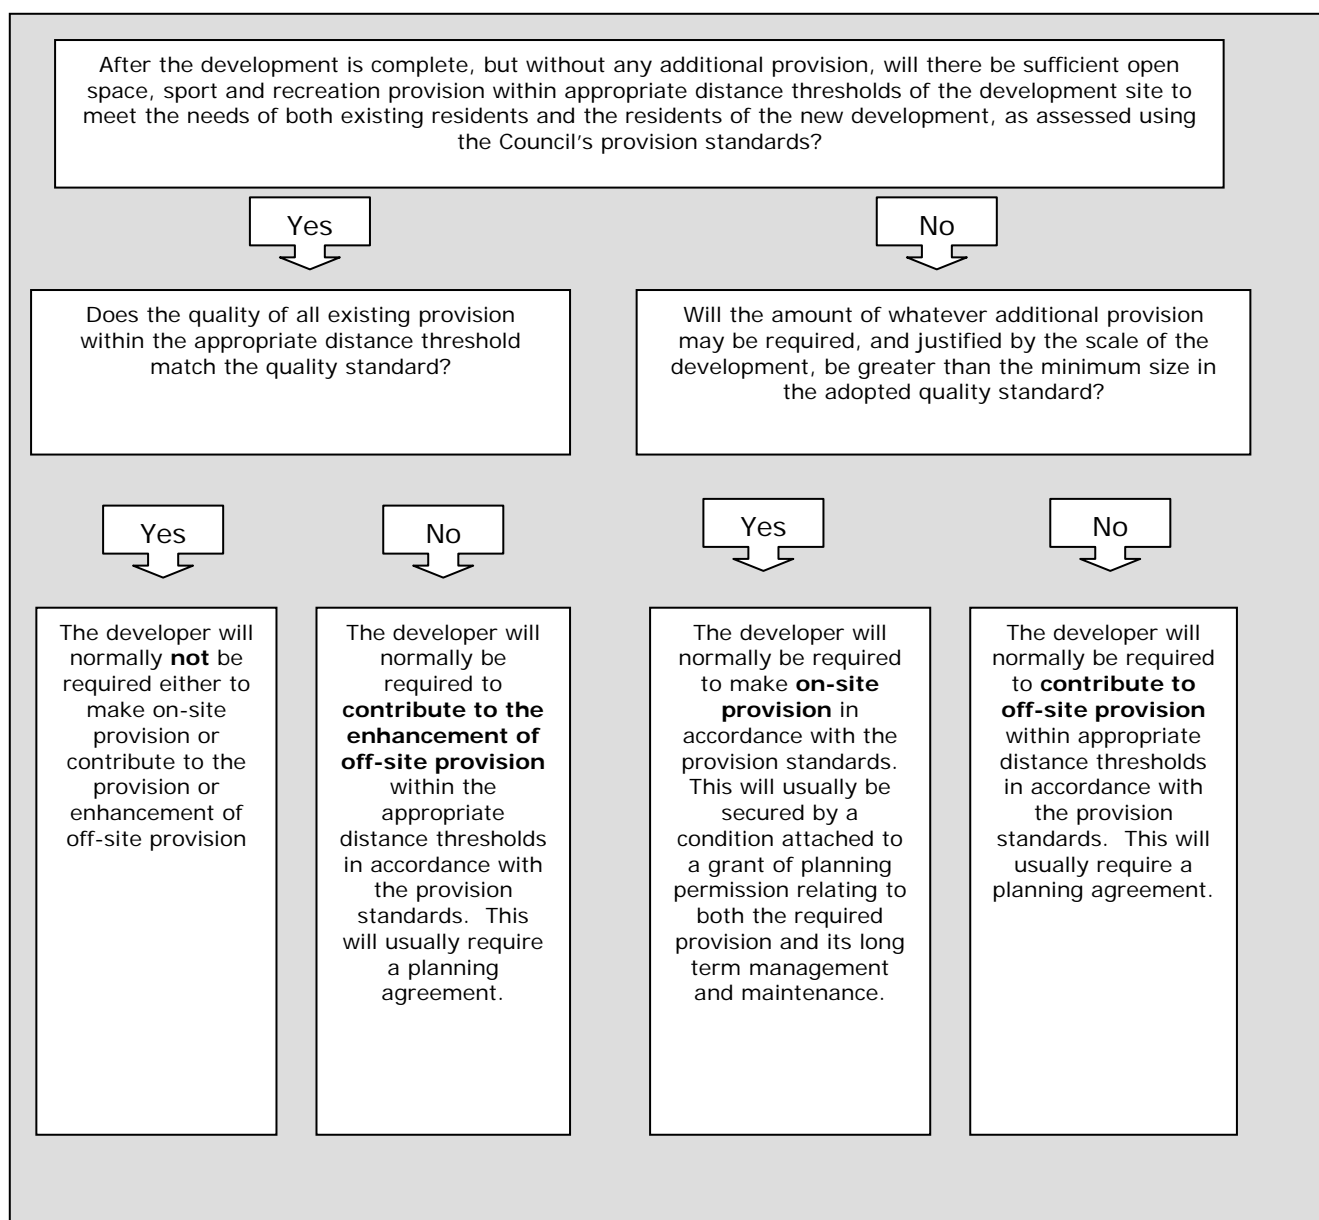 After the development is complete, but without any additional provision, will there be sufficient open
space, sport and recreation provision within appropriate distance thresholds of the development site to
meet the needs of both existing residents and the residents of the new development, as assessed using
the Council's provision standards?
Yes
No
Does the quality of all existing provision
within the appropriate distance threshold
match the quality standard?
Will the amount of whatever additional provision
may be required, and justified by the scale of the
development, be greater than the minimum size in
the adopted quality standard?
Yes
No
Yes
No
The developer will
normally not be
required either to
make on-site
provision or
contribute to the
provision or
enhancement of
off-site provision
The developer will
normally be
required to
contribute to the
enhancement of
off-site provision
within the
appropriate
distance thresholds
in accordance with
the provision
standards. This
will usually require
a planning
agreement.
The developer will
normally be required
to make on-site
provision in
accordance with the
provision standards.
This will usually be
secured by a
condition attached to
a grant of planning
permission relating to
both the required
provision and its long
term management
and maintenance.
The developer will
normally be required
to contribute to
off-site provision
within appropriate
distance thresholds
in accordance with
the provision
standards. This will
usually require a
planning agreement.